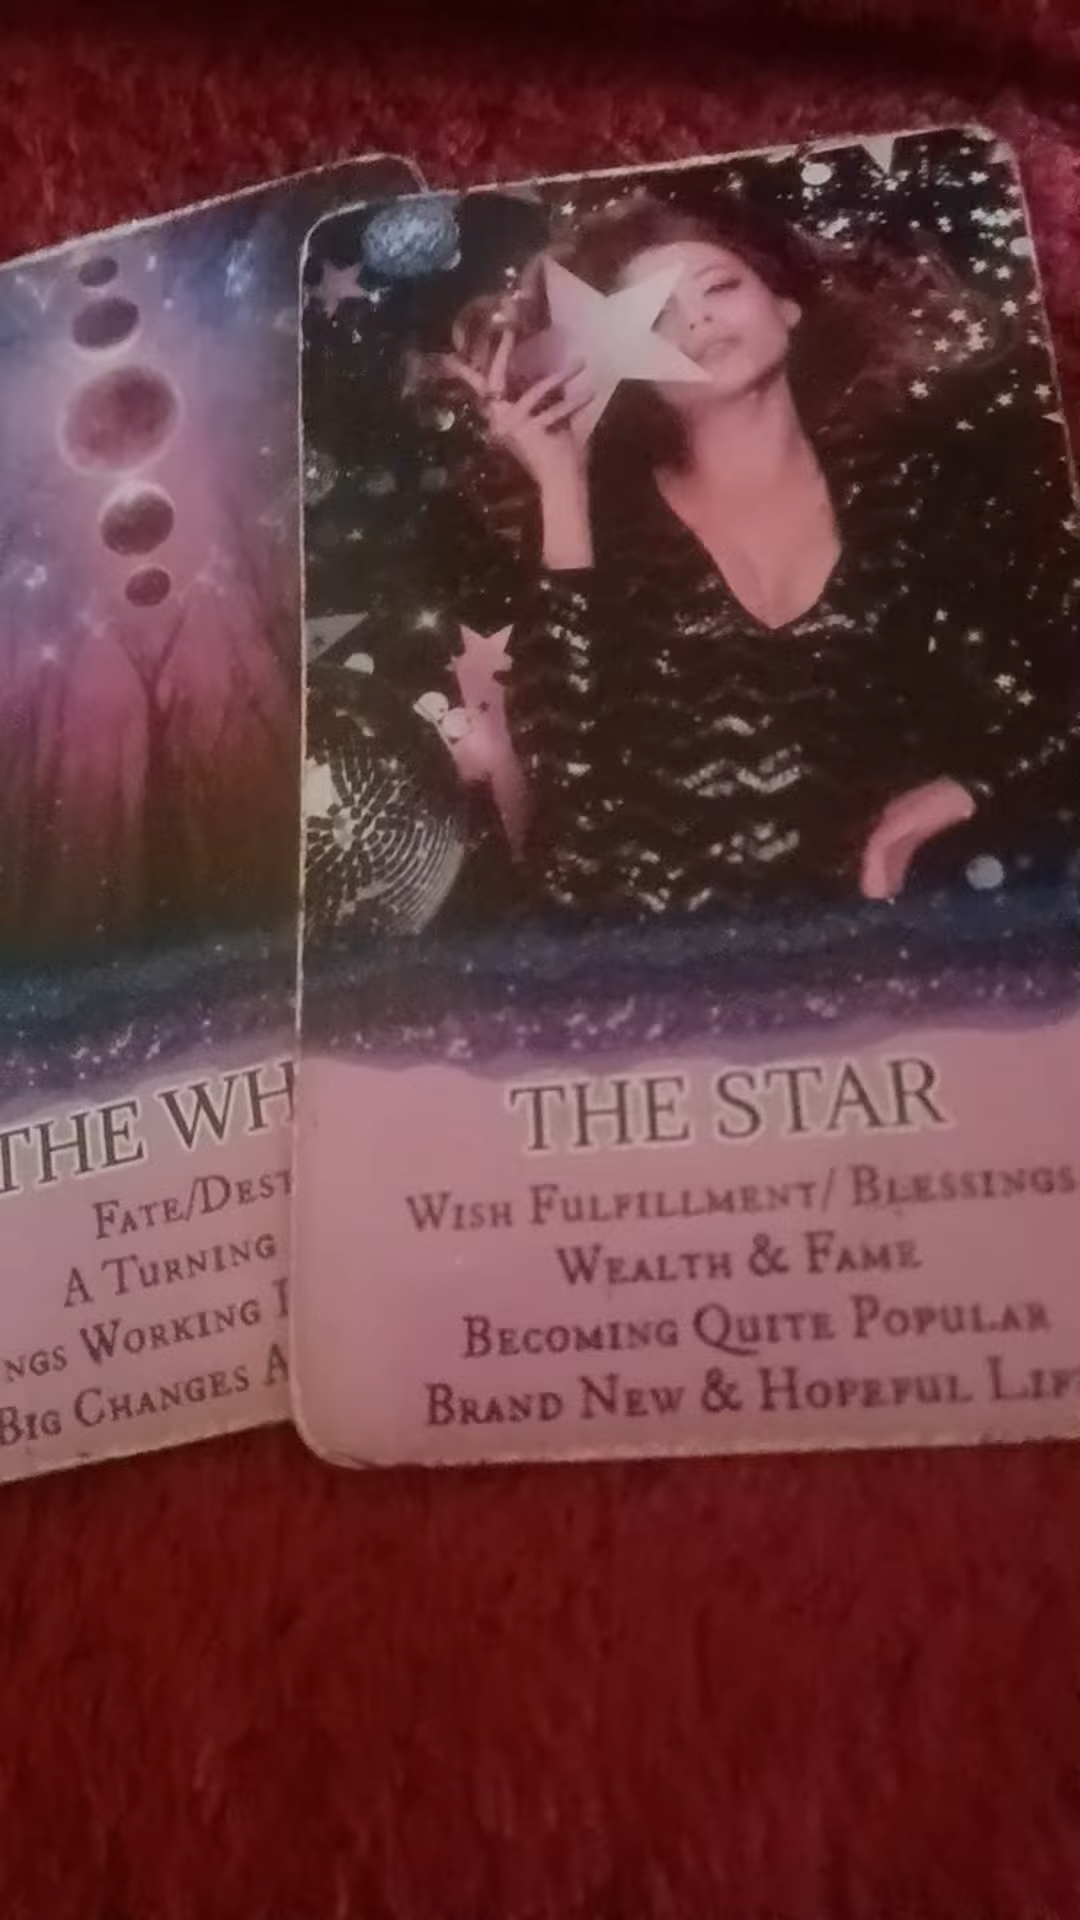 THE WH
FATE/DEST
A TURNING
NGS WORKING
BIG CHANGES A
THE STAR
WISH FULFILLMENT/ BLESSINGS
WEALTH & FAME
BECOMING QUITE POPULAR
BRAND NEW & HOPEFUL LIF